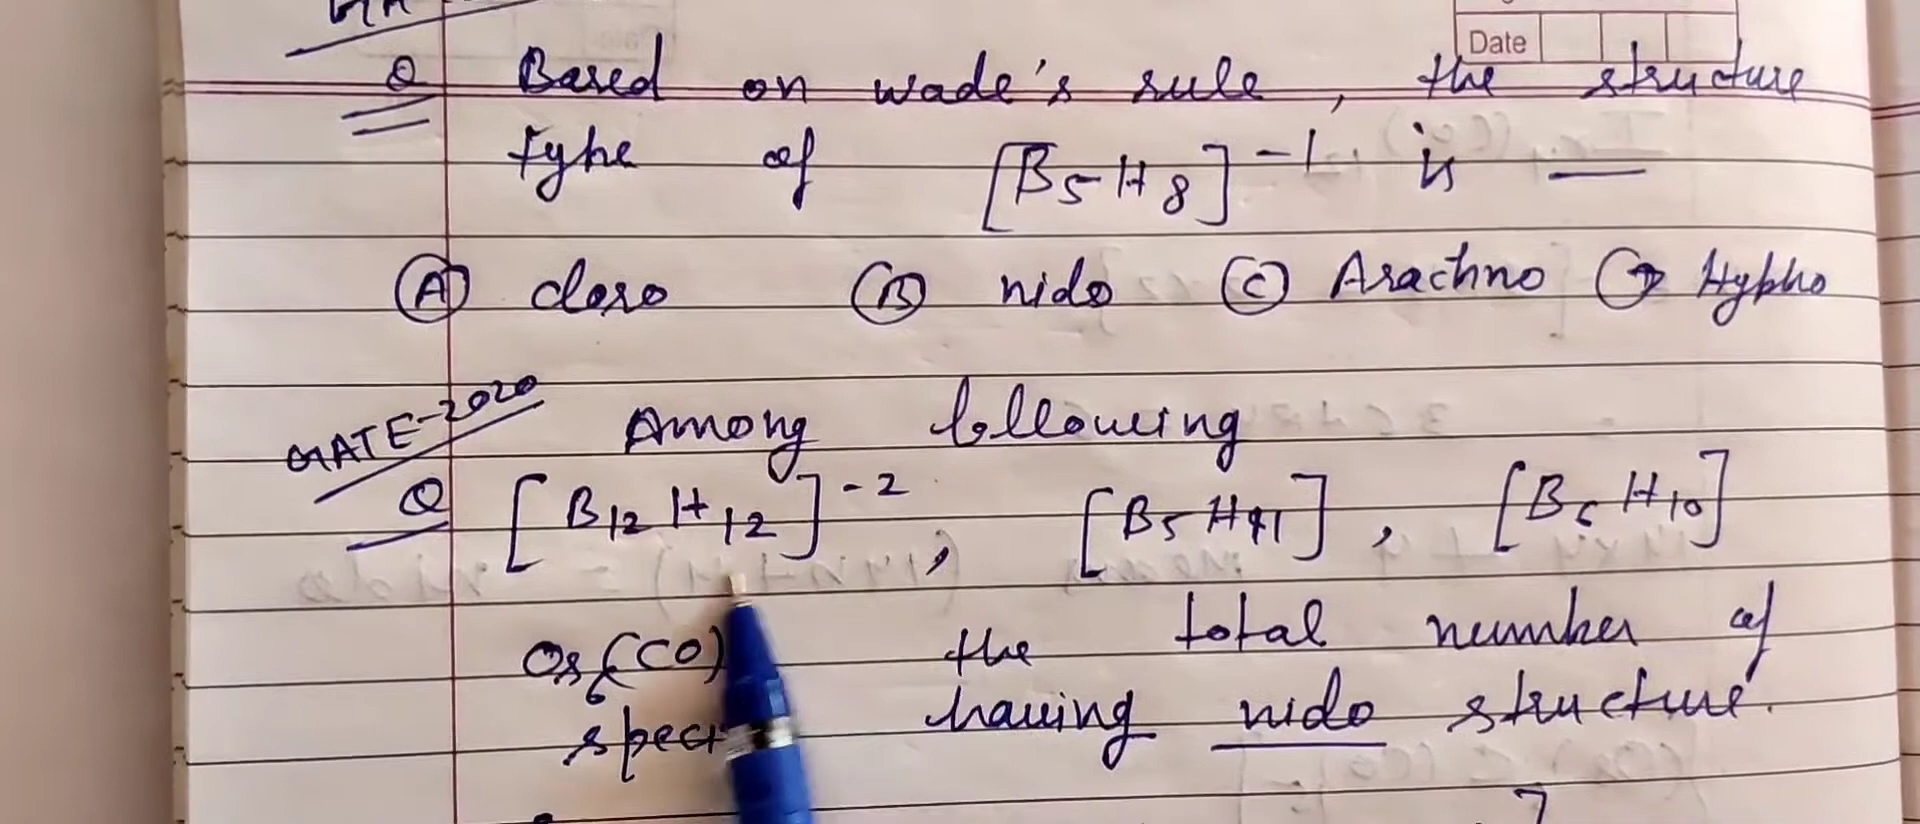 Date
Q Based on wade's rule, the structure
type of [B5H8]-1 is —
(A) closo (B) nido (C) Arachno Hypho
GATE-2020
Among following
Q [B12H12]-2, [B5H11], [B6H10]
Os6(CO) the total number of
having nido structure.